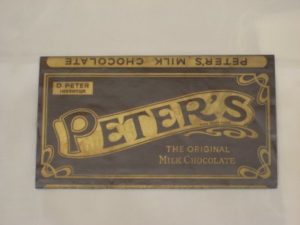 PETER'S MILK CHOCOLATE
D PETER
INVENTOR
PETER'S
THE ORIGINAL
MILK CHOCOLATE